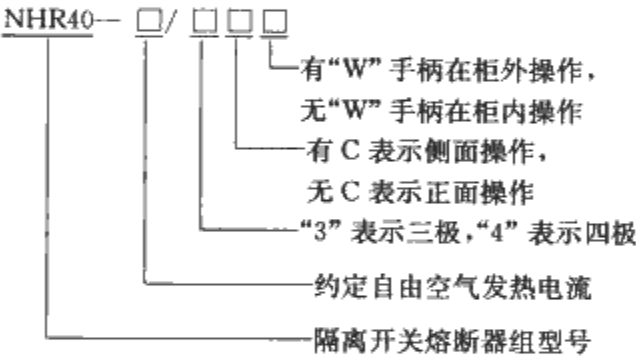 NHR40-- □/ □ □ □
有“W”手柄在柜外操作，
无“W”手柄在柜内操作
有 C 表示侧面操作，
无 C 表示正面操作
“3”表示三极，“4”表示四极
约定自由空气发热电流
隔离开关熔断器组型号